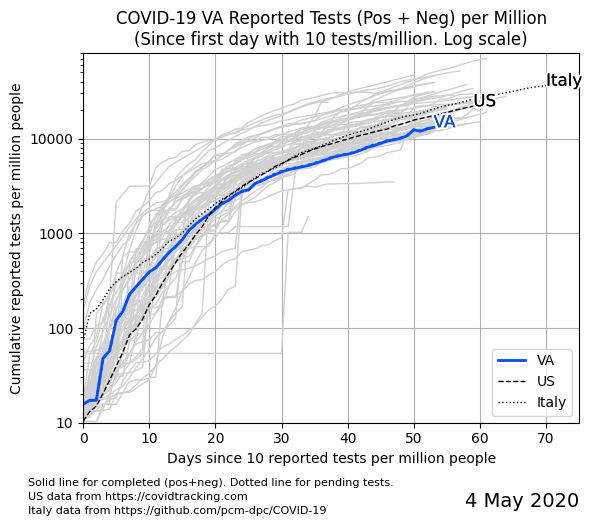 COVID-19 VA Reported Tests (Pos + Neg) per Million
(Since first day with 10 tests/million. Log scale)
Cumulative reported tests per million people
10000
1000
100
10
Italy
US
VA
VA
US
Italy
0 10 20 30 40 50 60 70
Days since 10 reported tests per million people
Solid line for completed (pos+neg). Dotted line for pending tests.
US data from https://covidtracking.com
Italy data from https://github.com/pcm-dpc/COVID-19
4 May 2020